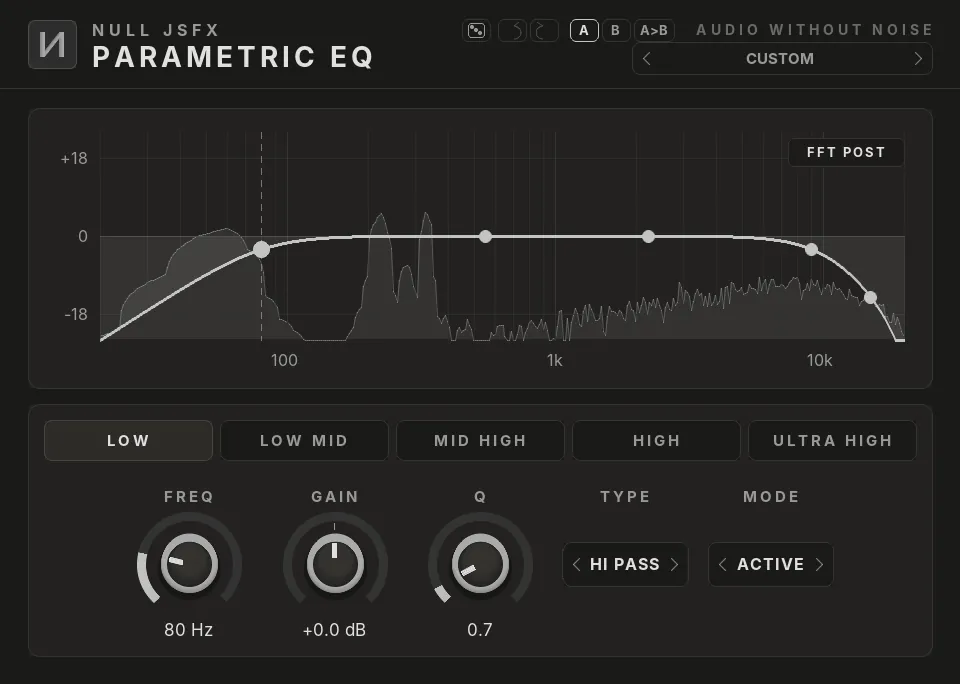 NULL JSFX
PARAMETRIC EQ
A B A>B
AUDIO WITHOUT NOISE
CUSTOM
FFT POST
+18
0
-18
100 1k 10k
LOW LOW MID MID HIGH HIGH ULTRA HIGH
FREQ GAIN Q TYPE MODE
HI PASS ACTIVE
80 Hz +0.0 dB 0.7